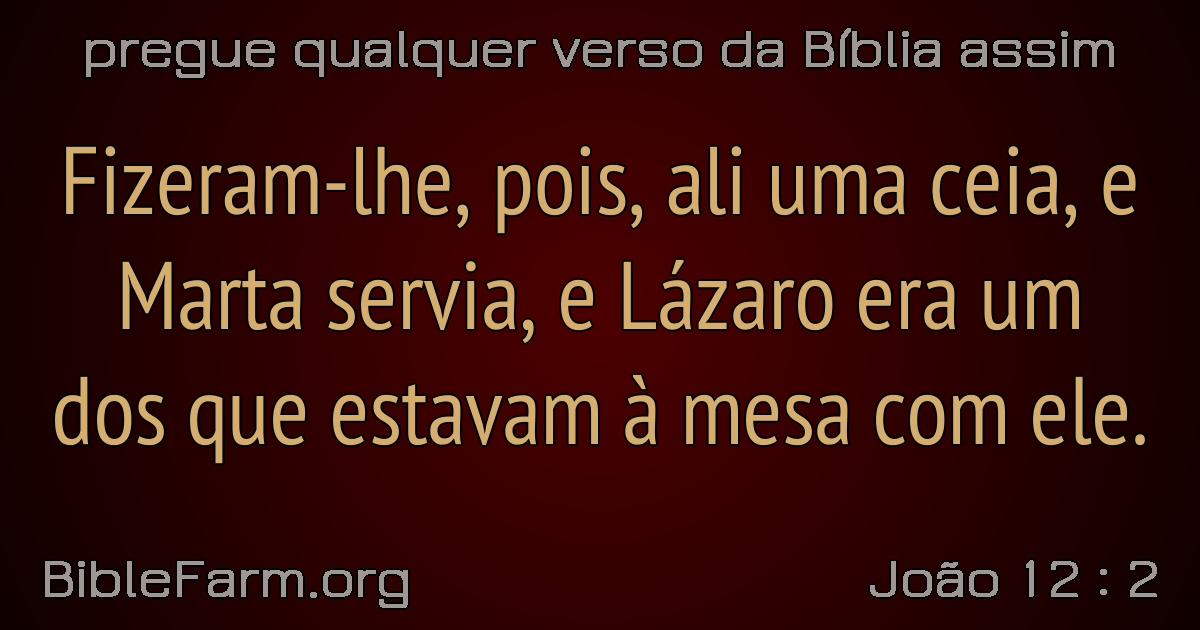 pregue qualquer verso da Bíblia assim
Fizeram-lhe, pois, ali uma ceia, e
Marta servia, e Lázaro era um
dos que estavam à mesa com ele.
BibleFarm.org
João 12 : 2